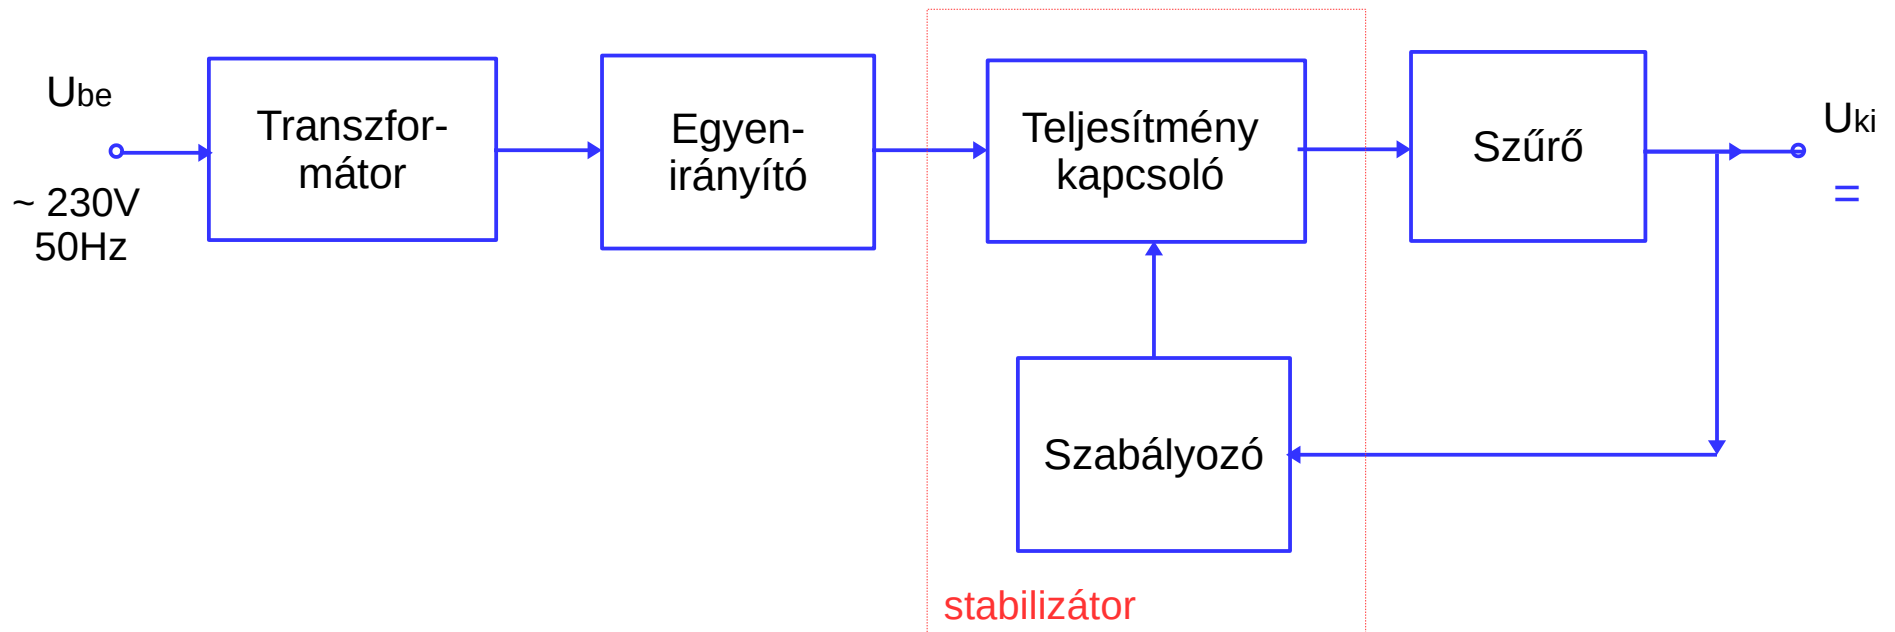 Ube
~ 230V
50Hz
Transzfor-
mátor
Egyen-
irányító
Teljesítmény
kapcsoló
Szűrő
Uki
=
Szabályozó
stabilizátor